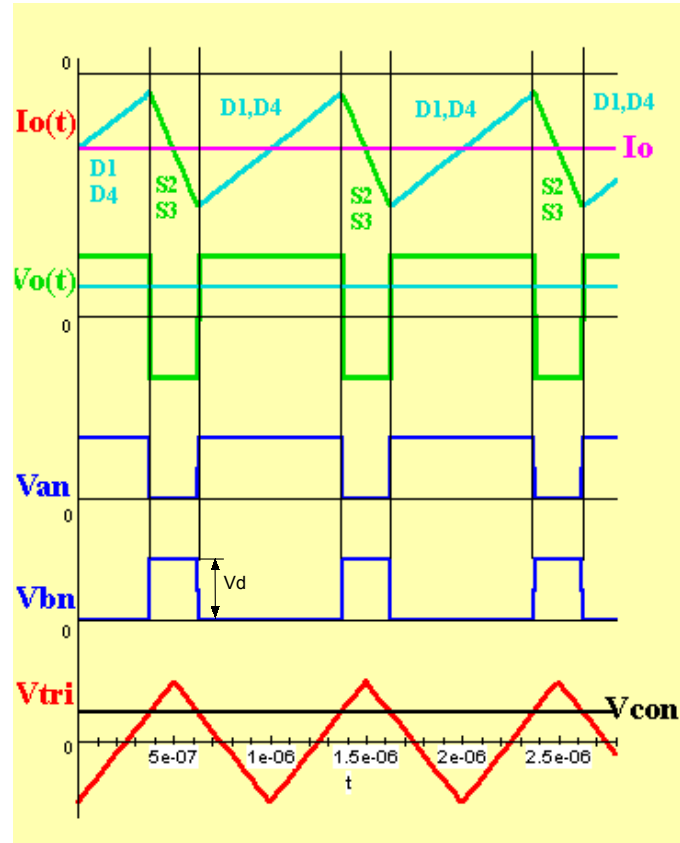 0
Io(t)
D1,D4
D1,D4
D1,D4
Io
D1
D4
S2
S3
S2
S3
S2
S3
Vo(t)
0
Van
0
Vd
Vbn
0
Vtri
Vcon
0
5e-07 1e-06 1.5e-06 2e-06 2.5e-06
t